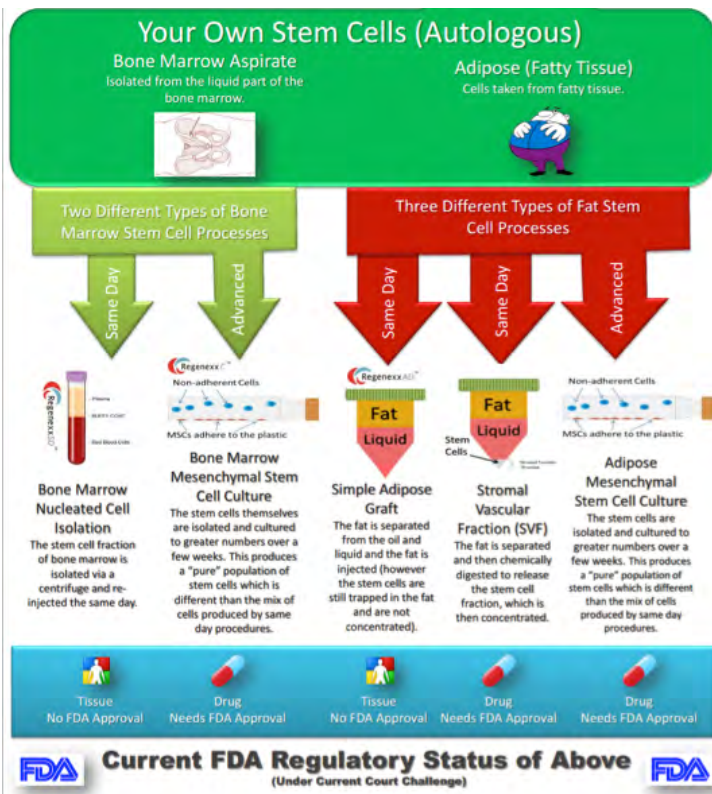 Your Own Stem Cells (Autologous)
Bone Marrow Aspirate
Isolated from the liquid part of the
bone marrow.
Adipose (Fatty Tissue)
Cells taken from fatty tissue.
Two Different Types of Bone
Marrow Stem Cell Processes
Three Different Types of Fat Stem
Cell Processes
Same Day
Advanced
Same Day
Same Day
Advanced
RegenexxSD™
Plasma
BUFFY COAT
Red Blood Cells
Bone Marrow
Nucleated Cell
Isolation
The stem cell fraction
of bone marrow is
isolated via a
centrifuge and re-
injected the same day.
RegenexxC™
Non-adherent Cells
MSCs adhere to the plastic
Bone Marrow
Mesenchymal Stem
Cell Culture
The stem cells themselves
are isolated and cultured
to greater numbers over a
few weeks. This produces
a "pure" population of
stem cells which is
different than the mix of
cells produced by same
day procedures.
RegenexxAD™
Fat
Liquid
Simple Adipose
Graft
The fat is separated
from the oil and
liquid and the fat is
injected (however
the stem cells are
still trapped in the fat
and are not
concentrated).
Fat
Liquid
Stem
Cells
Stromal
Vascular
Fraction (SVF)
The fat is separated
and then chemically
digested to release
the stem cell
fraction, which is
then concentrated.
Non-adherent Cells
MSCs adhere to the plastic
Adipose
Mesenchymal
Stem Cell Culture
The stem cells are
isolated and cultured to
greater numbers over a
few weeks. This produces
a "pure" population of
stem cells which is different
than the mix of cells
produced by same day
procedures.
Tissue
No FDA Approval
Drug
Needs FDA Approval
Tissue
No FDA Approval
Drug
Needs FDA Approval
Drug
Needs FDA Approval
FDA
Current FDA Regulatory Status of Above
(Under Current Court Challenge)
FDA